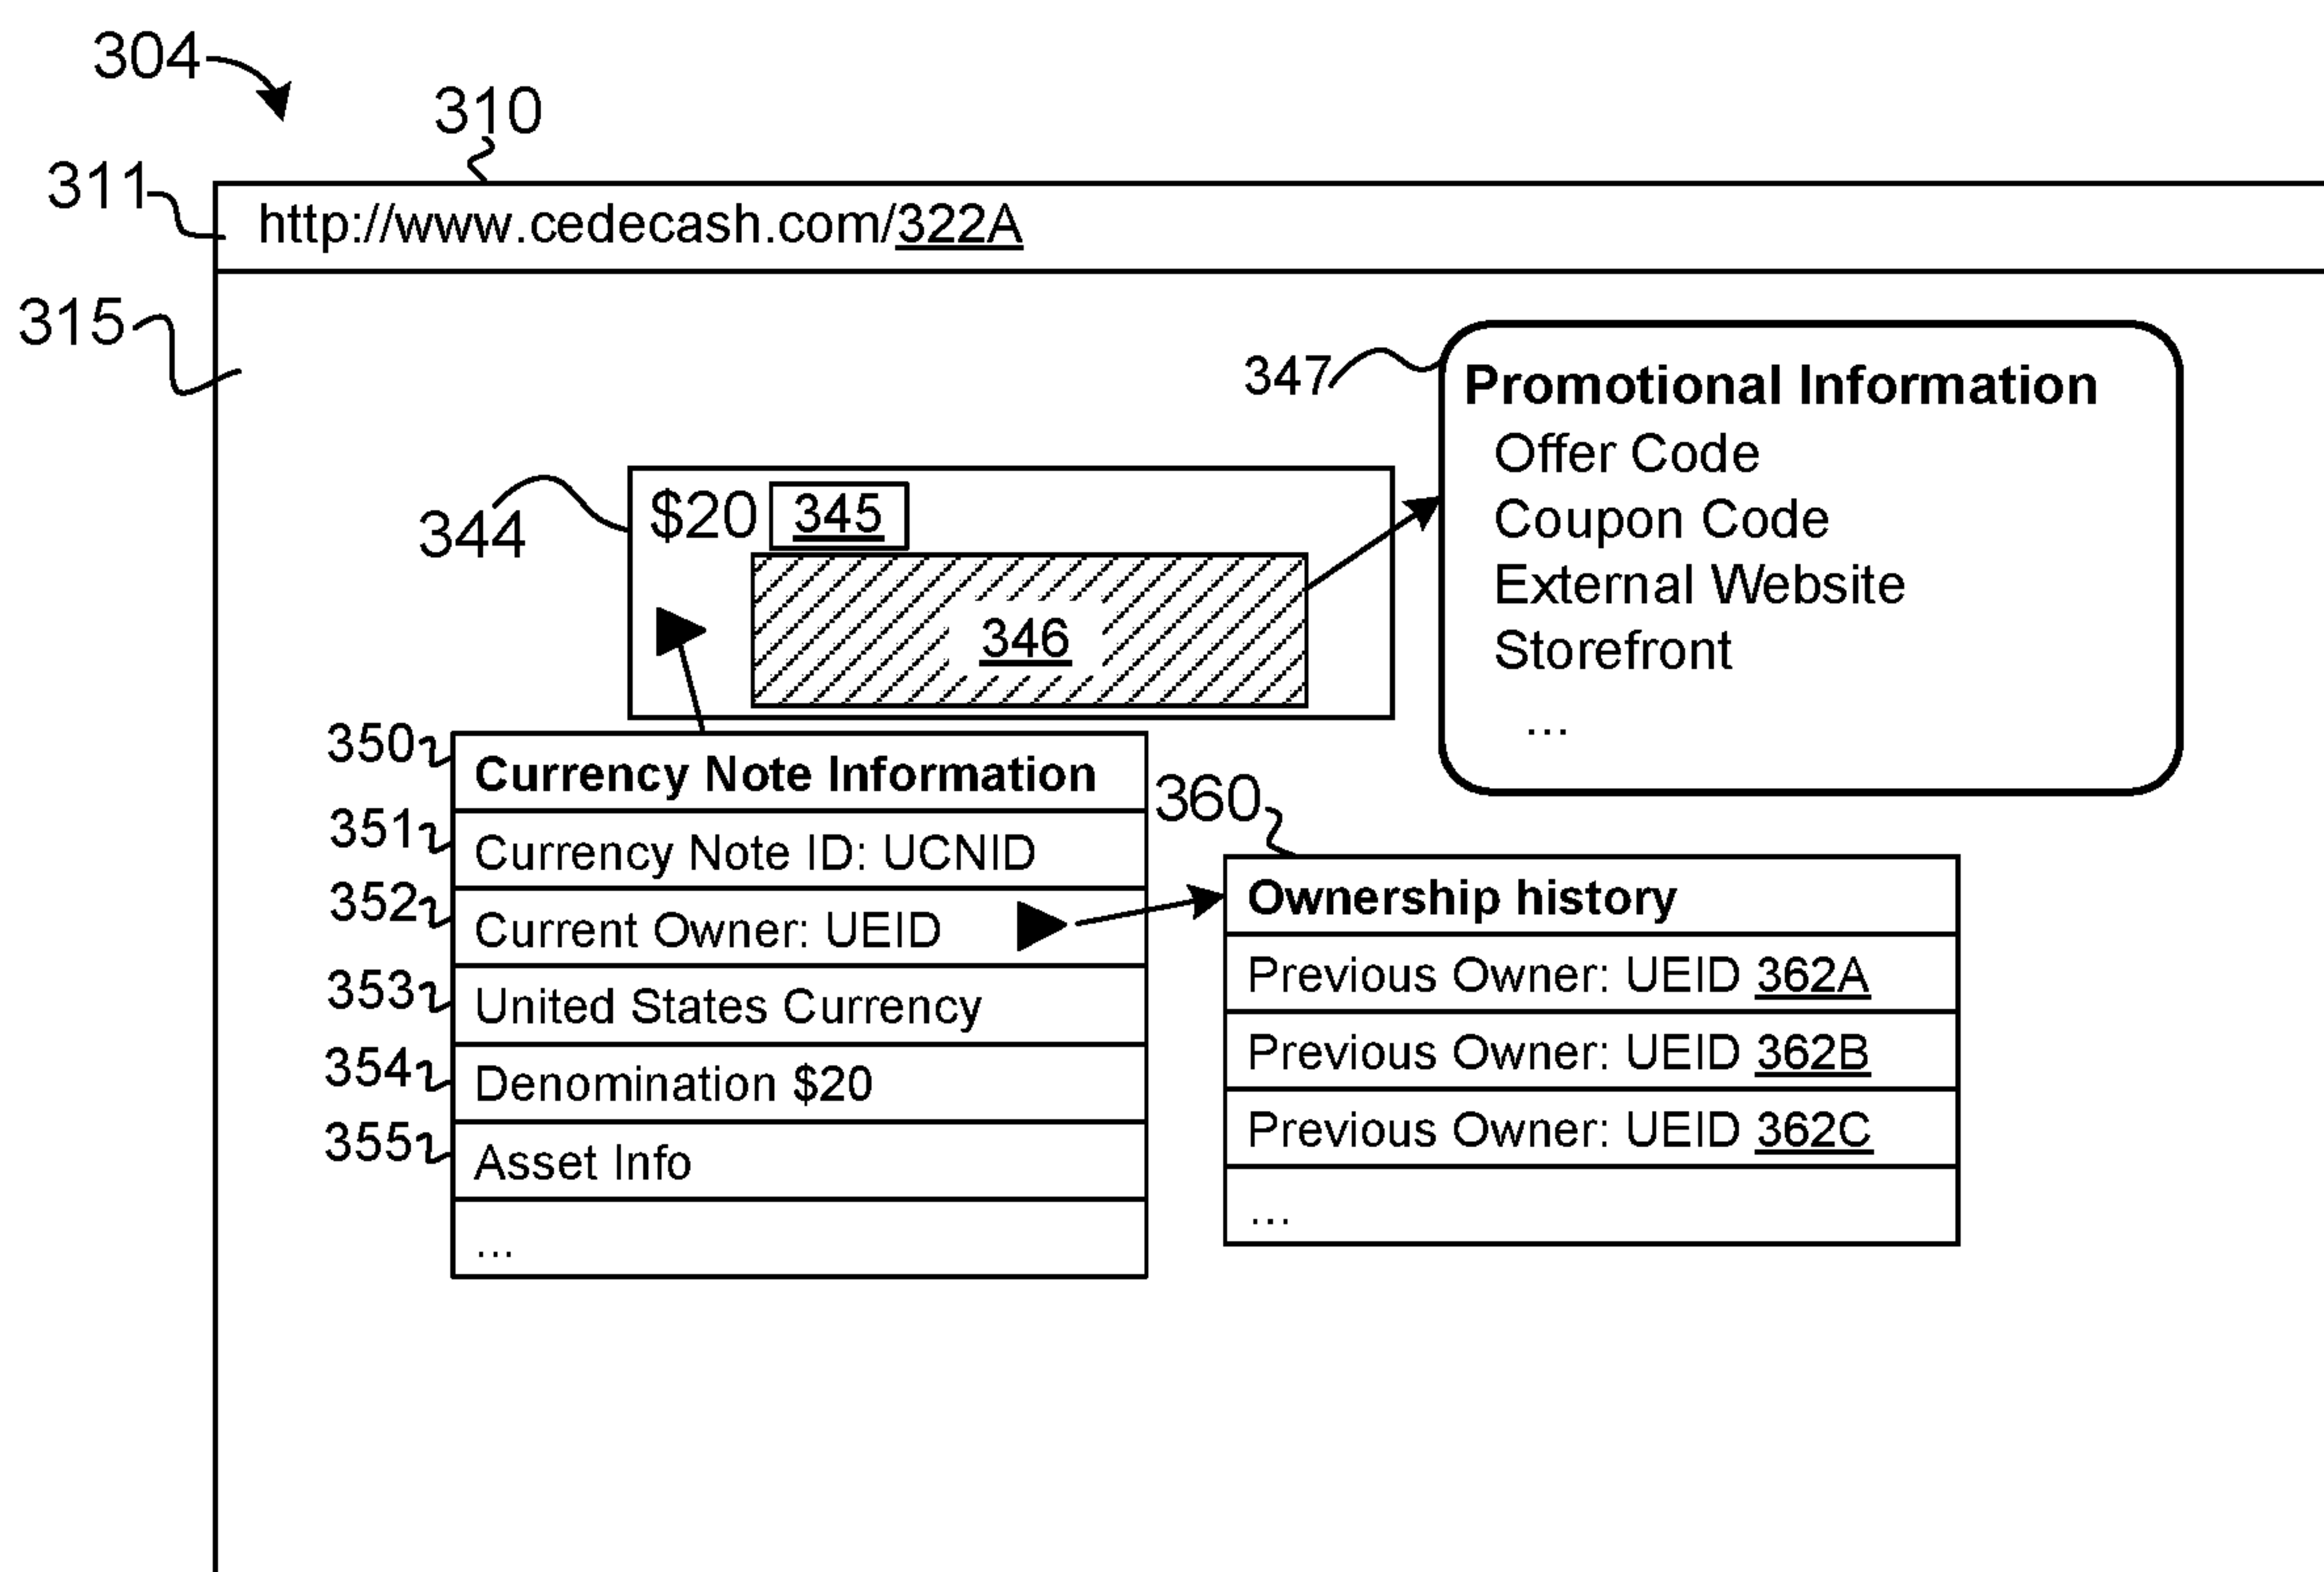 304
310
311
http://www.cedecash.com/322A
315
347
Promotional Information
Offer Code
Coupon Code
External Website
Storefront
...
344
$20 345
346
350
Currency Note Information
351
Currency Note ID: UCNID
352
Current Owner: UEID
353
United States Currency
354
Denomination $20
355
Asset Info
...
360
Ownership history
Previous Owner: UEID 362A
Previous Owner: UEID 362B
Previous Owner: UEID 362C
...